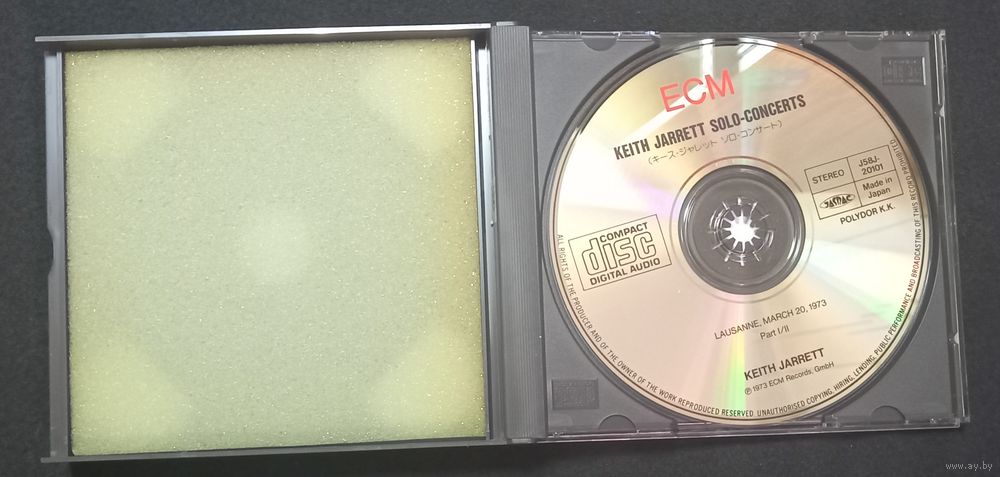 ECM
KEITH JARRETT SOLO-CONCERTS
(キース・ジャレット ソロ・コンサート)
STEREO
J58J-
20101
JASRAC
Made in
Japan
POLYDOR K.K.
COMPACT
disc
DIGITAL AUDIO
LAUSANNE, MARCH 20, 1973
Part I/II
KEITH JARRETT
℗ 1973 ECM Records, GmbH
ALL RIGHTS OF THE PRODUCER AND OF THE OWNER OF THE WORK REPRODUCED RESERVED. UNAUTHORISED COPYING, HIRING, LENDING, PUBLIC PERFORMANCE AND BROADCASTING OF THIS RECORD PROHIBITED.
www.ay.by